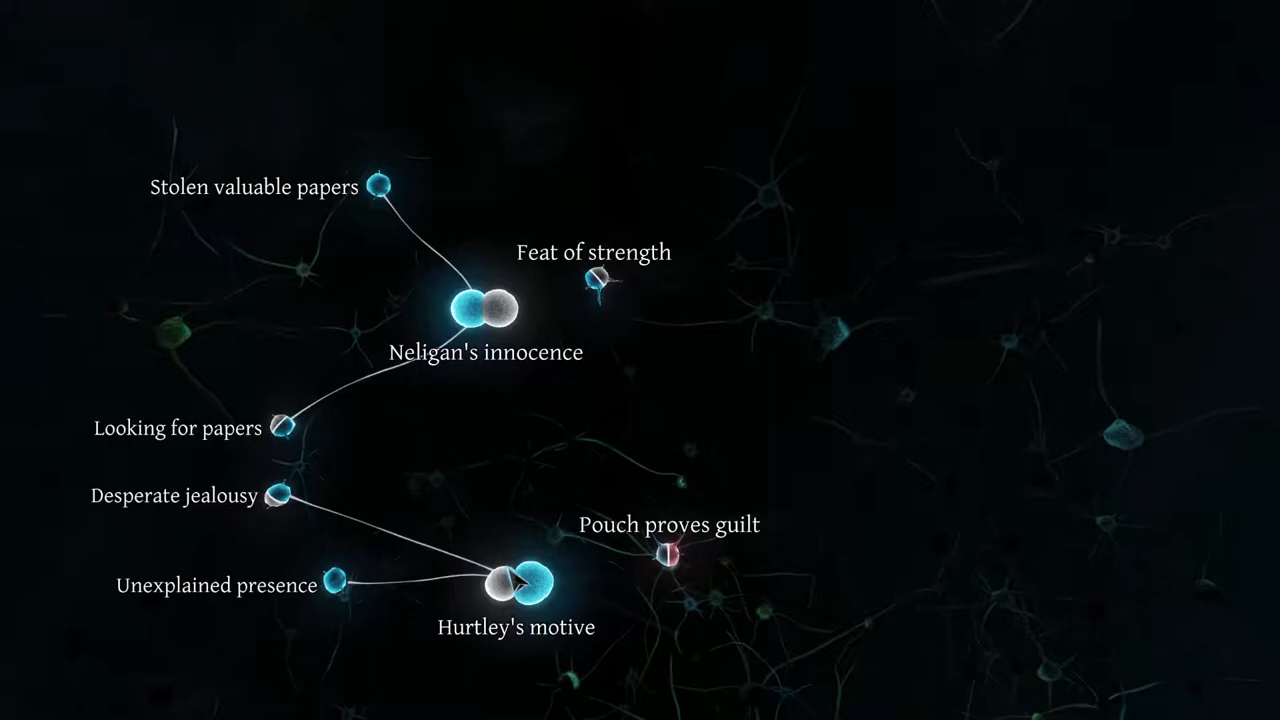 Stolen valuable papers
Feat of strength
Neligan's innocence
Looking for papers
Desperate jealousy
Pouch proves guilt
Unexplained presence
Hurtley's motive